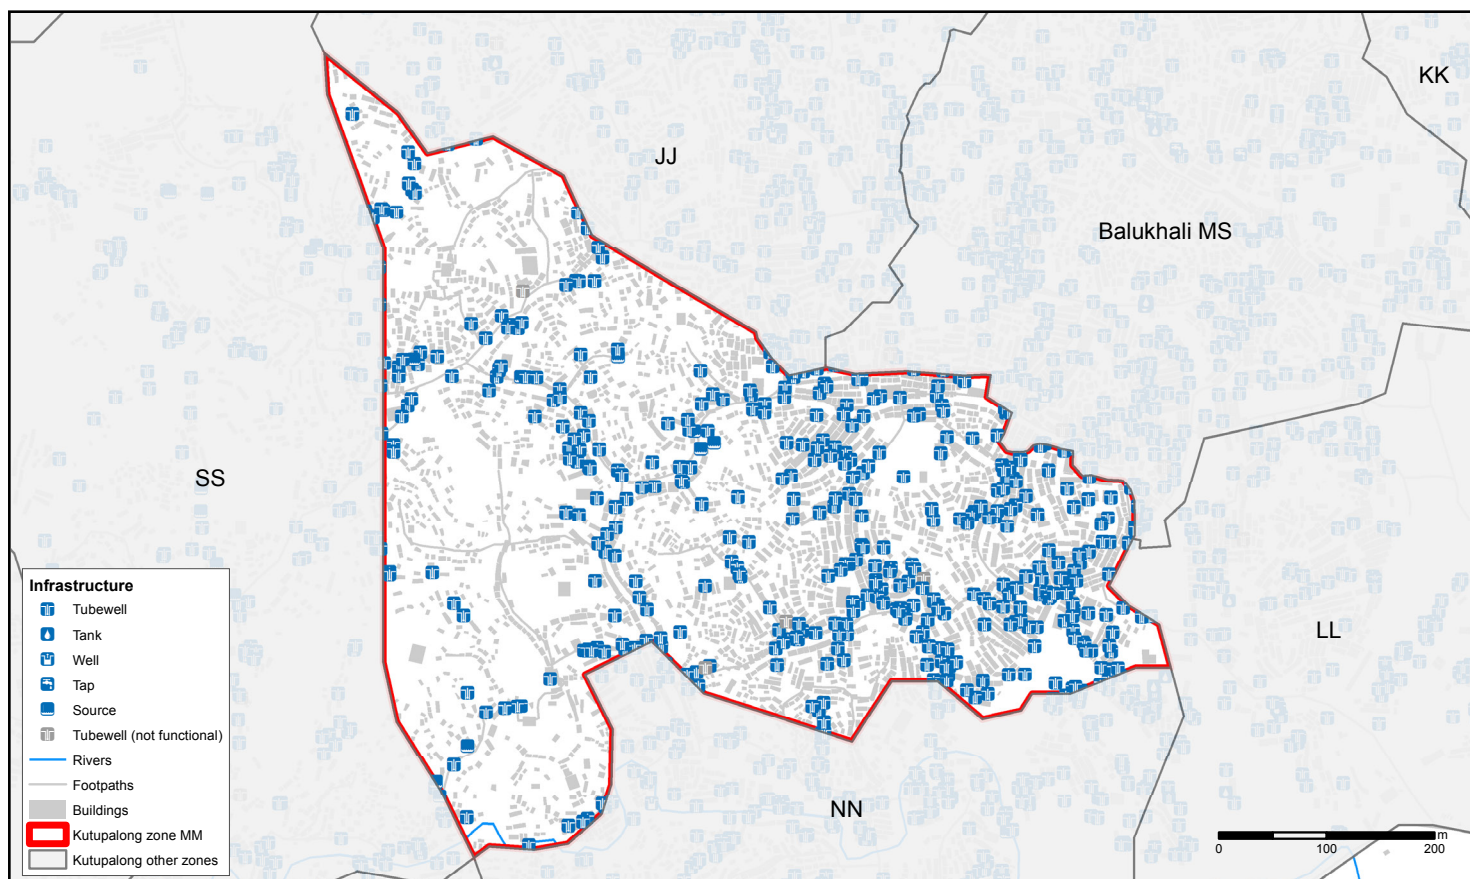 KK
JJ
Balukhali MS
SS
LL
NN
Infrastructure
Tubewell
Tank
Well
Tap
Source
Tubewell (not functional)
Rivers
Footpaths
Buildings
Kutupalong zone MM
Kutupalong other zones
m
0 100 200